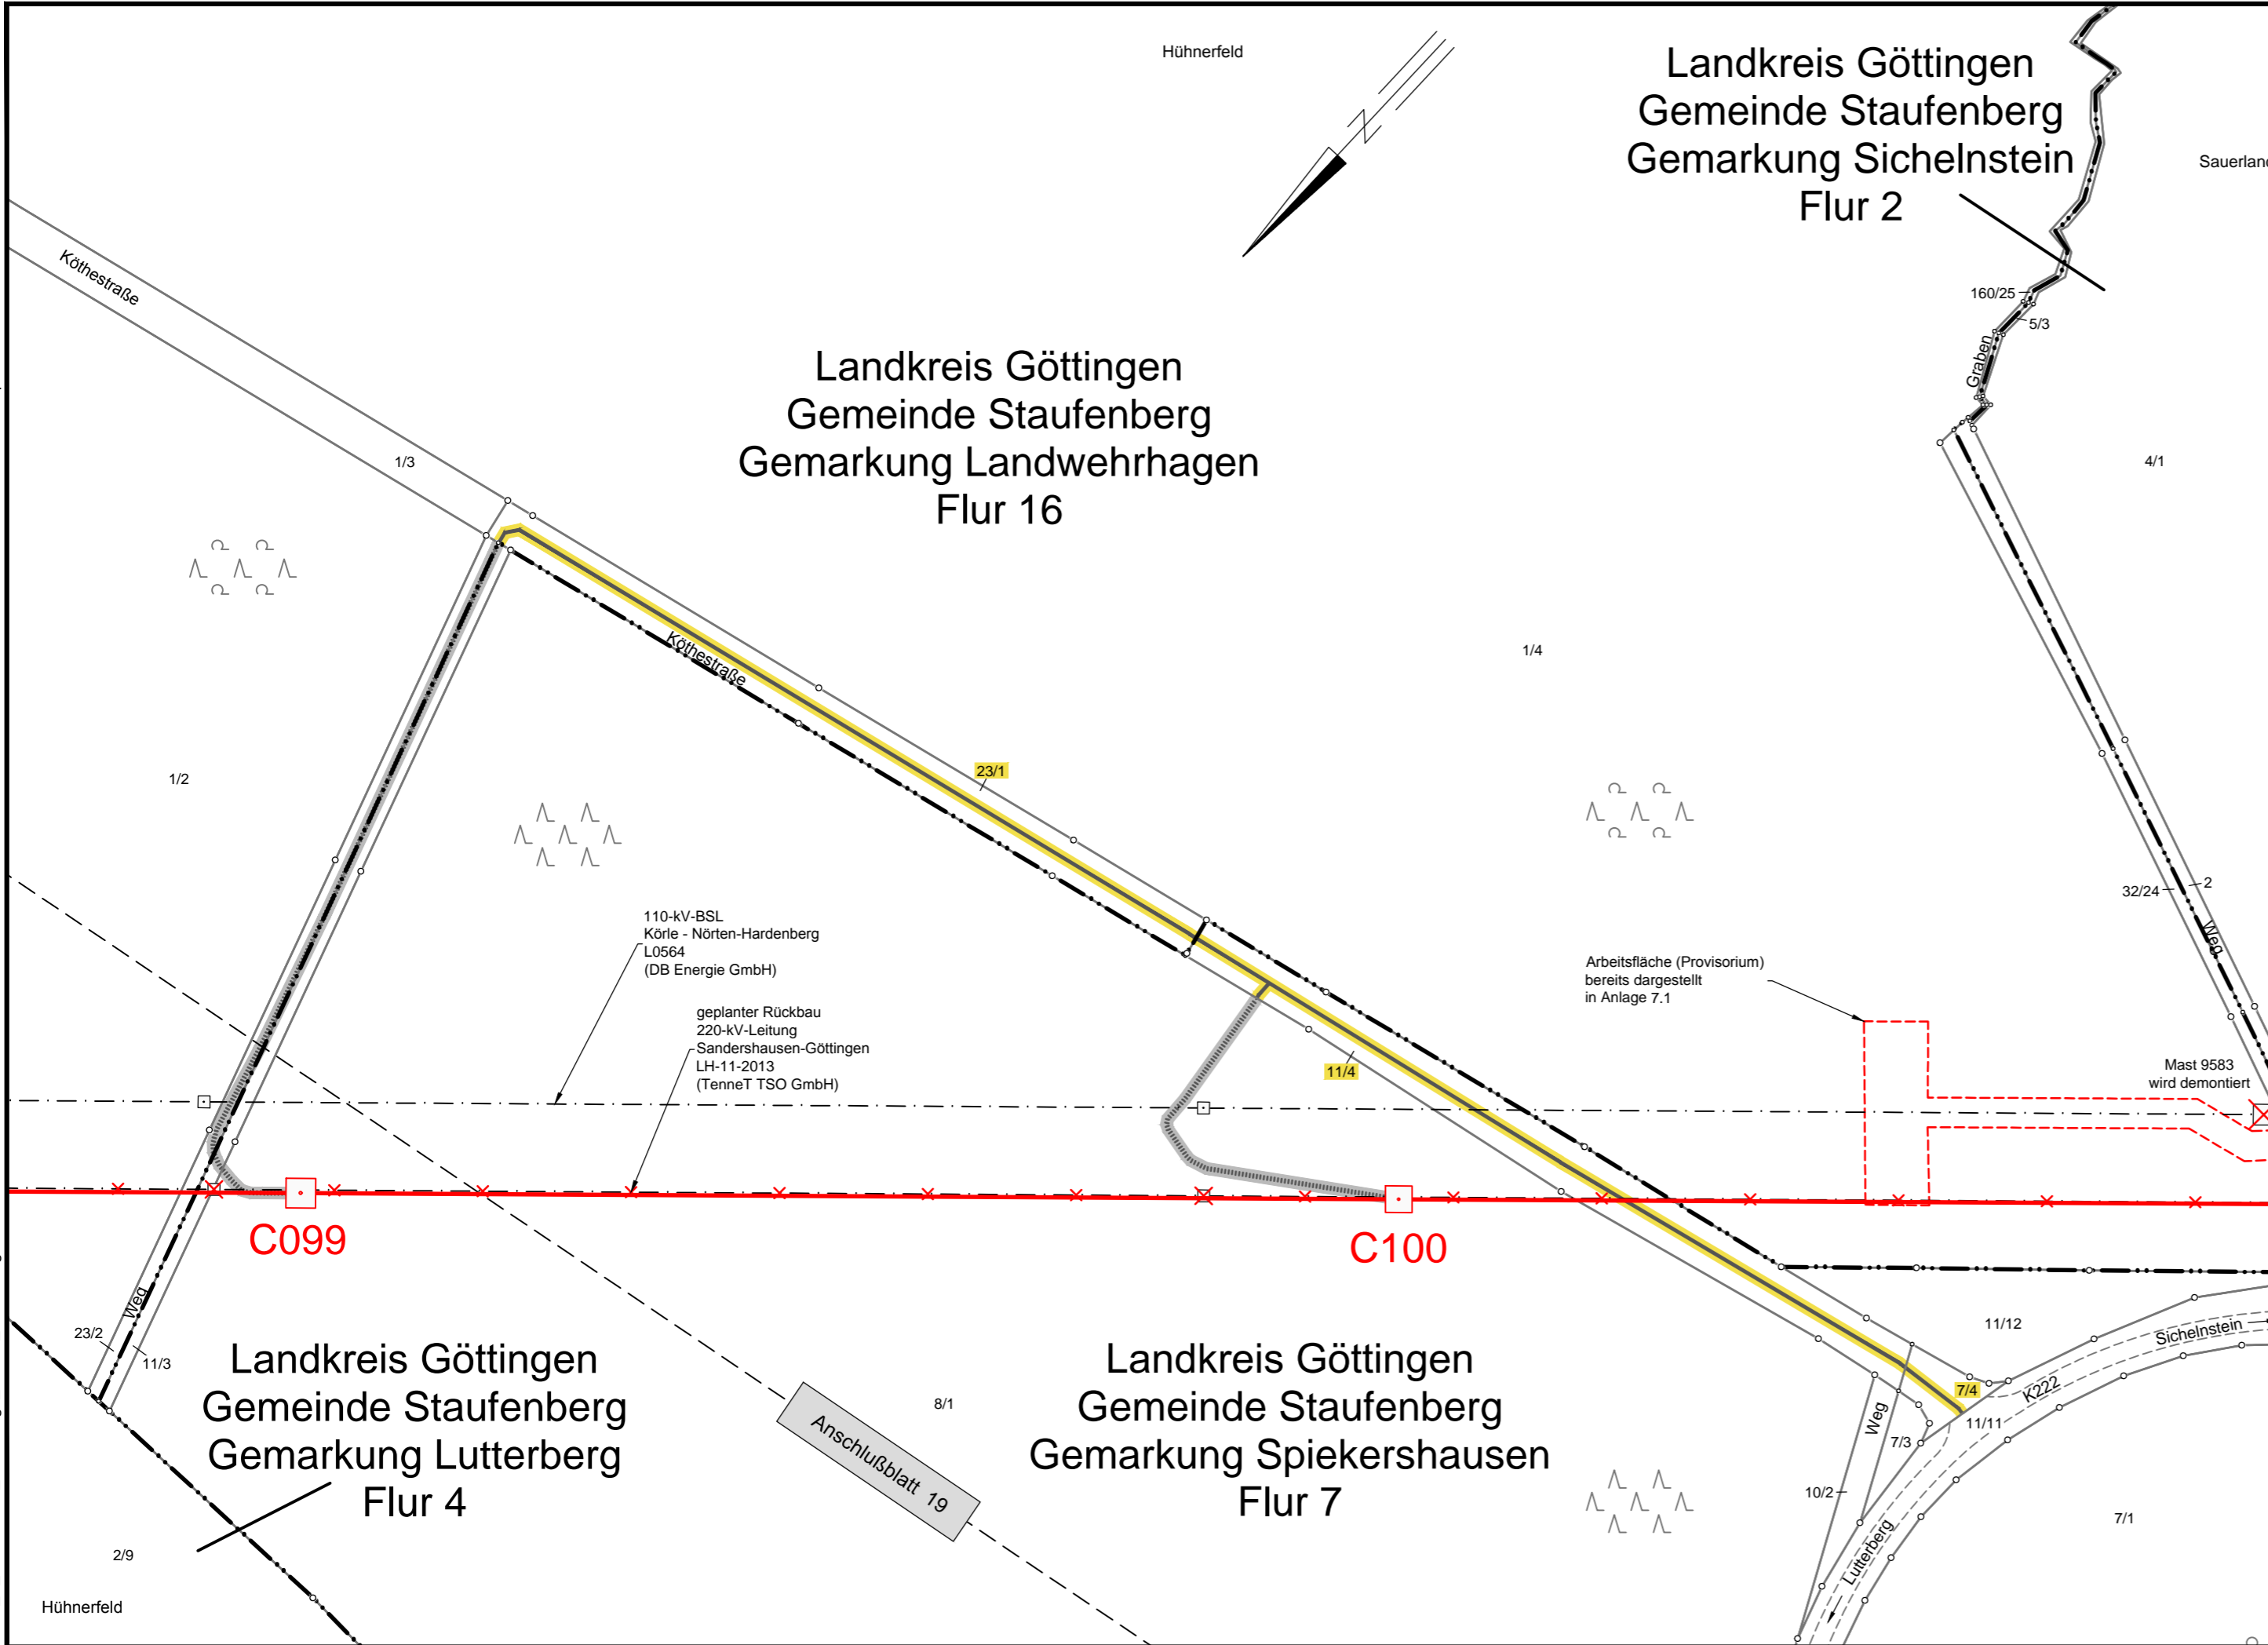 Hühnerfeld
N
Landkreis Göttingen
Gemeinde Staufenberg
Gemarkung Sichelnstein
Flur 2
Sauerland
Köthestraße
160/25
5/3
Graben
Landkreis Göttingen
Gemeinde Staufenberg
Gemarkung Landwehrhagen
Flur 16
1/3
4/1
Köthestraße
1/4
1/2
23/1
32/24
2
Weg
110-kV-BSL
Körle - Nörten-Hardenberg
L0564
(DB Energie GmbH)
geplanter Rückbau
220-kV-Leitung
Sandershausen-Göttingen
LH-11-2013
(TenneT TSO GmbH)
Arbeitsfläche (Provisorium)
bereits dargestellt
in Anlage 7.1
11/4
Mast 9583
wird demontiert
C099
C100
Weg
23/2
11/3
Landkreis Göttingen
Gemeinde Staufenberg
Gemarkung Lutterberg
Flur 4
8/1
Anschlußblatt 19
Landkreis Göttingen
Gemeinde Staufenberg
Gemarkung Spiekershausen
Flur 7
11/12
Sichelnstein
K222
7/4
11/11
Weg
7/3
10/2
Lutterberg
7/1
2/9
Hühnerfeld